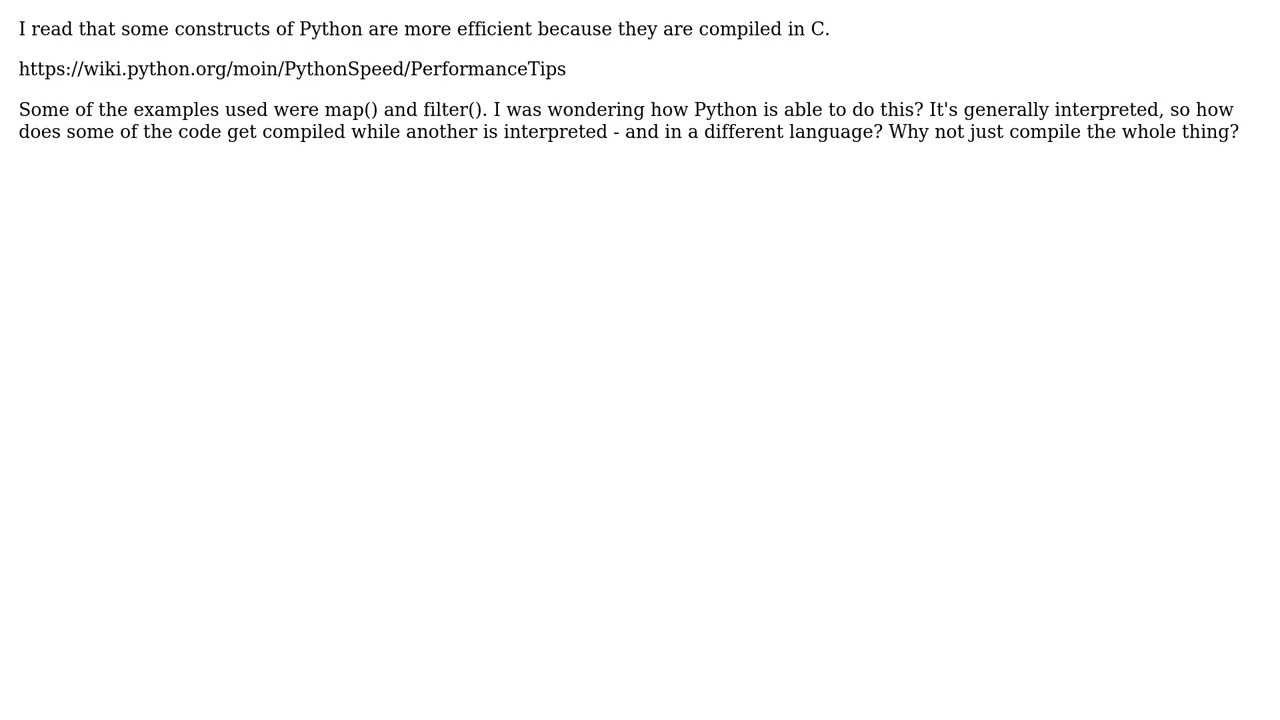 I read that some constructs of Python are more efficient because they are compiled in C.
https://wiki.python.org/moin/PythonSpeed/PerformanceTips
Some of the examples used were map() and filter(). I was wondering how Python is able to do this? It's generally interpreted, so how
does some of the code get compiled while another is interpreted - and in a different language? Why not just compile the whole thing?